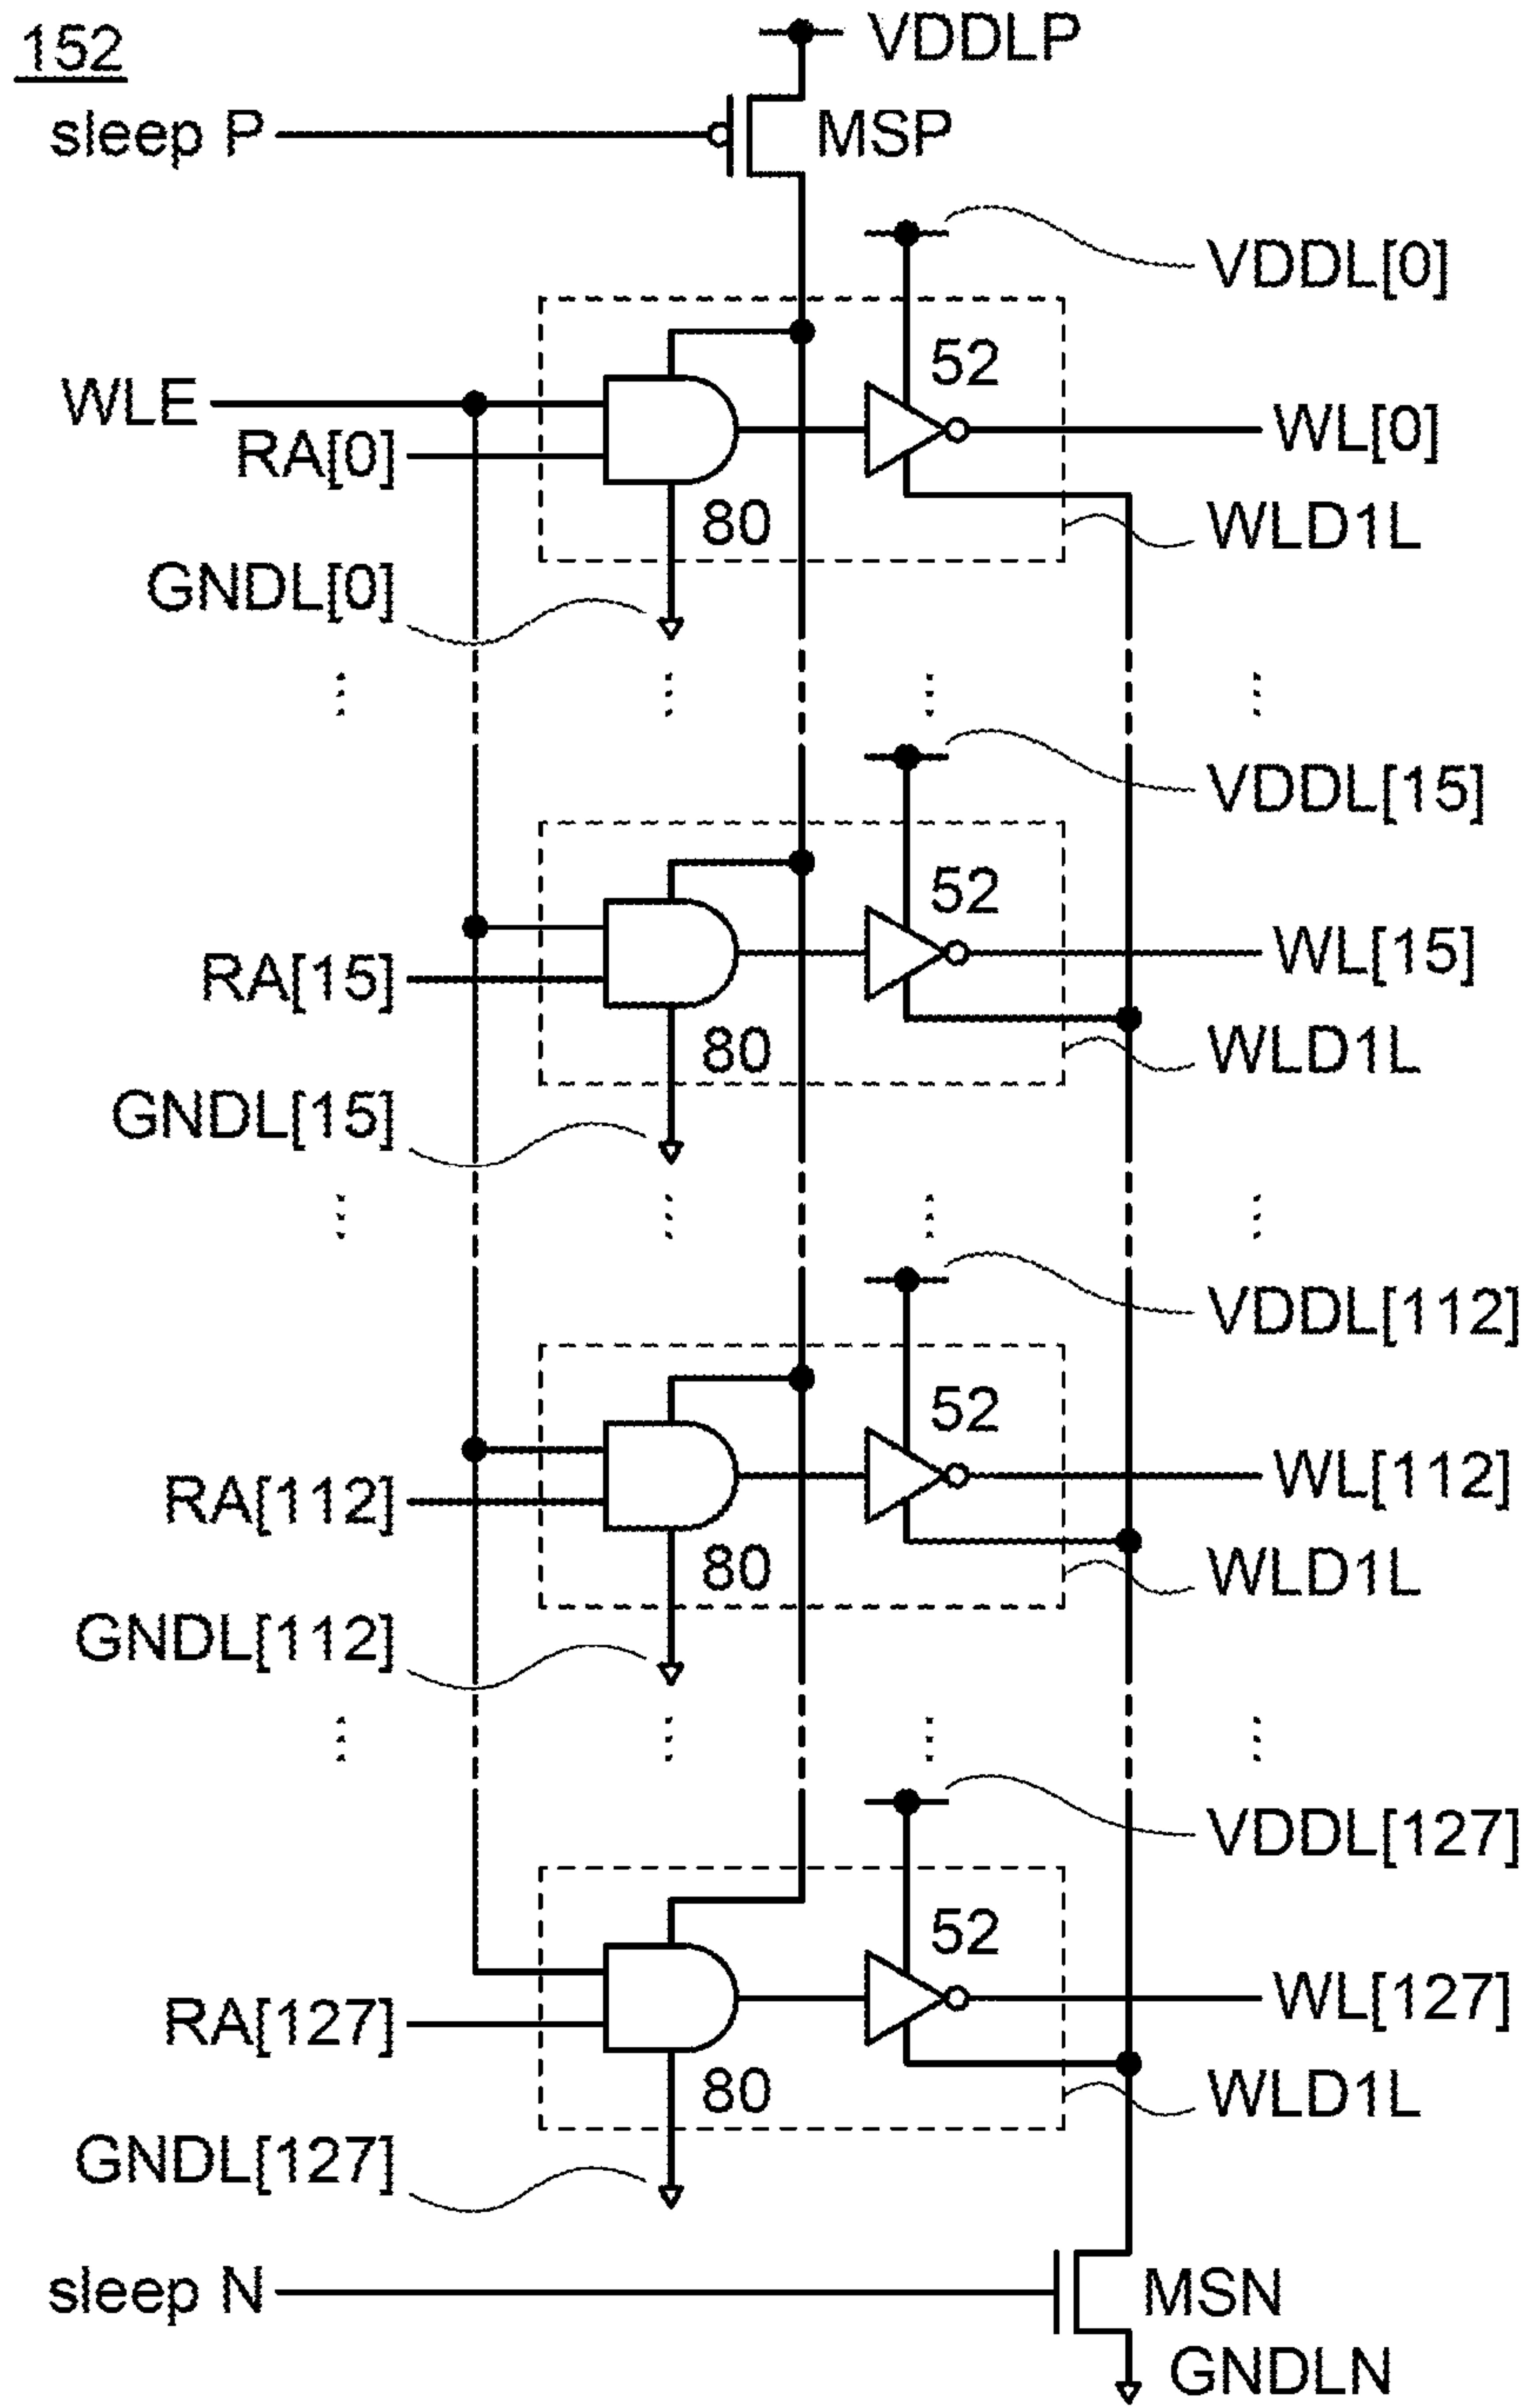 152
VDDLP
sleep P
MSP
VDDL[0]
52
WLE
WL[0]
RA[0]
80
WLD1L
GNDL[0]
VDDL[15]
52
WL[15]
RA[15]
80
WLD1L
GNDL[15]
VDDL[112]
52
WL[112]
RA[112]
80
WLD1L
GNDL[112]
VDDL[127]
52
WL[127]
RA[127]
80
WLD1L
GNDL[127]
sleep N
MSN
GNDLN